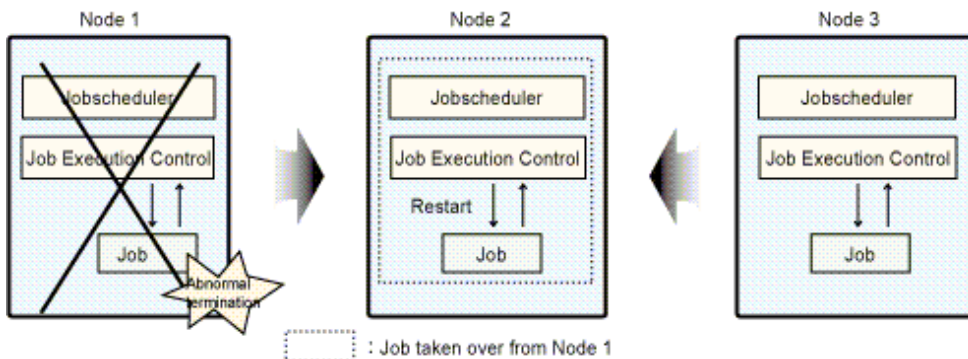 Node 1
Node 2
Node 3
Jobscheduler
Job Execution Control
Job
Abnormal
termination
Jobscheduler
Job Execution Control
Restart
Job
Jobscheduler
Job Execution Control
Job
: Job taken over from Node 1